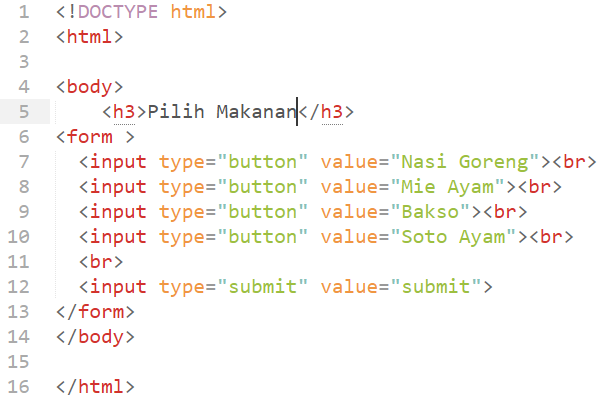 1 <!DOCTYPE html>
2 <html>
3
4 <body>
5 <h3>Pilih Makanan</h3>
6 <form >
7 <input type="button" value="Nasi Goreng"><br>
8 <input type="button" value="Mie Ayam"><br>
9 <input type="button" value="Bakso"><br>
10 <input type="button" value="Soto Ayam"><br>
11 <br>
12 <input type="submit" value="submit">
13 </form>
14 </body>
15
16 </html>